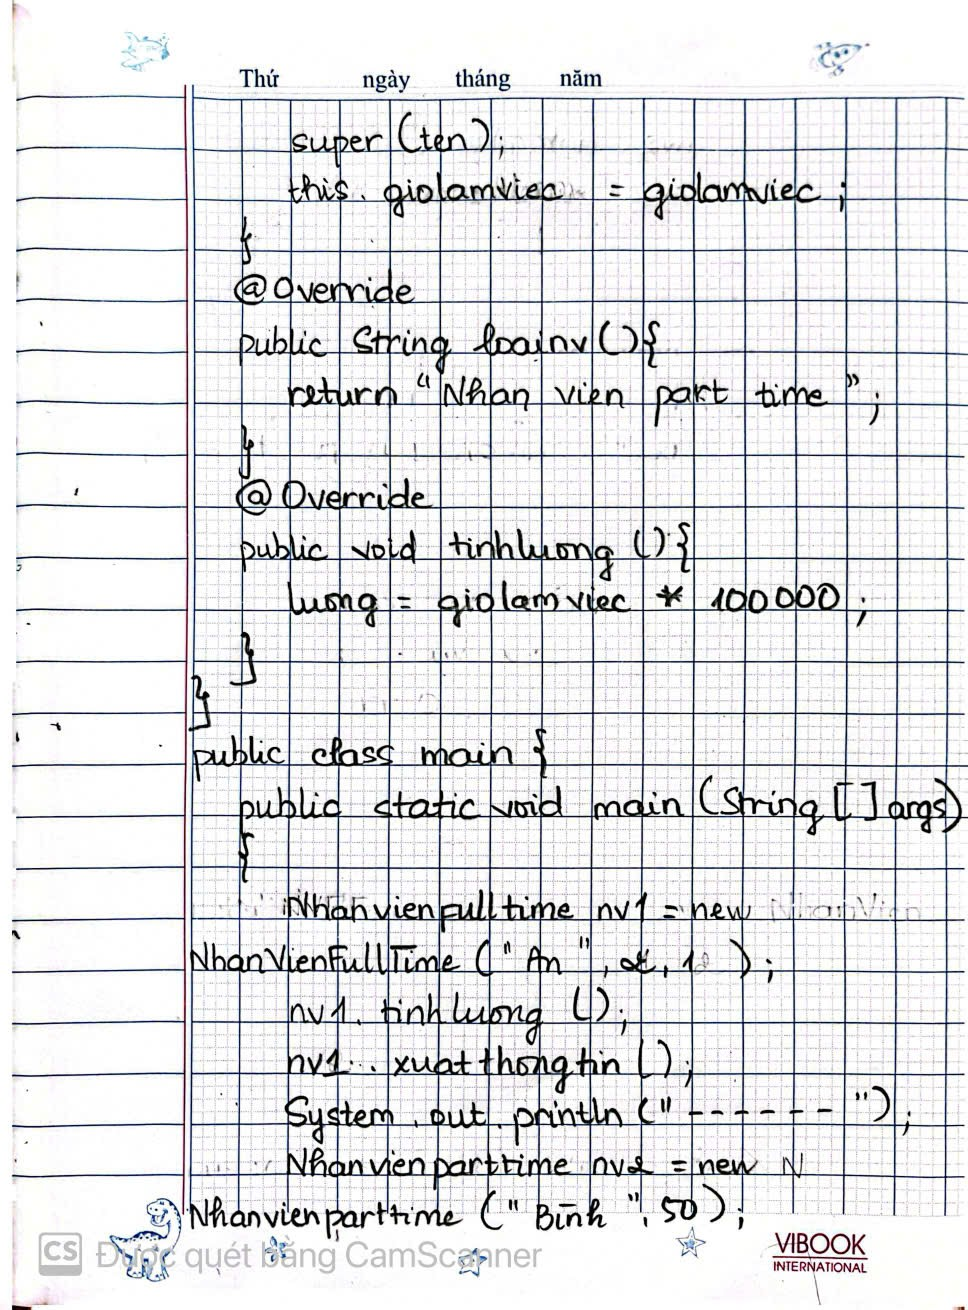 Thứ ngày tháng năm
super (ten);
this. giolamviec = giolamviec ;
{
@Override
public String loainv () {
return "Nhan vien part time" ;
}
@Override
public void tinhluong () {
luong = giolamviec * 100000 ;
}
}
public class main {
public static void main (String [] args)
{
Nhanvienfulltime nv1 = new
NhanVienFullTime ("An", 2, 1 );
nv1. tinhluong ();
nv1. xuatthongtin ();
System. out. println ("------");
Nhanvienparttime nv2 = new N
Nhanvienparttime ("Bình", 50);
CS Được quét bằng CamScanner
VIBOOK
INTERNATIONAL